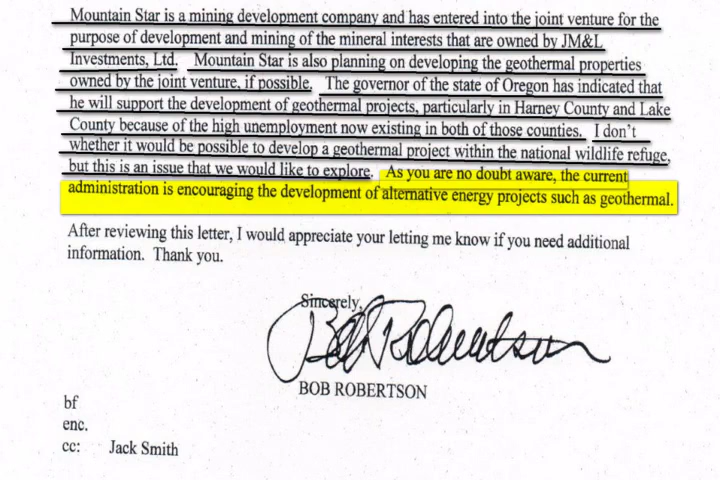 Mountain Star is a mining development company and has entered into the joint venture for the
purpose of development and mining of the mineral interests that are owned by JM&L
Investments, Ltd. Mountain Star is also planning on developing the geothermal properties
owned by the joint venture, if possible. The governor of the state of Oregon has indicated that
he will support the development of geothermal projects, particularly in Harney County and Lake
County because of the high unemployment now existing in both of those counties. I don't
whether it would be possible to develop a geothermal project within the national wildlife refuge,
but this is an issue that we would like to explore. As you are no doubt aware, the current
administration is encouraging the development of alternative energy projects such as geothermal.
After reviewing this letter, I would appreciate your letting me know if you need additional
information. Thank you.
Sincerely,
Bob Robertson
BOB ROBERTSON
bf
enc.
cc: Jack Smith